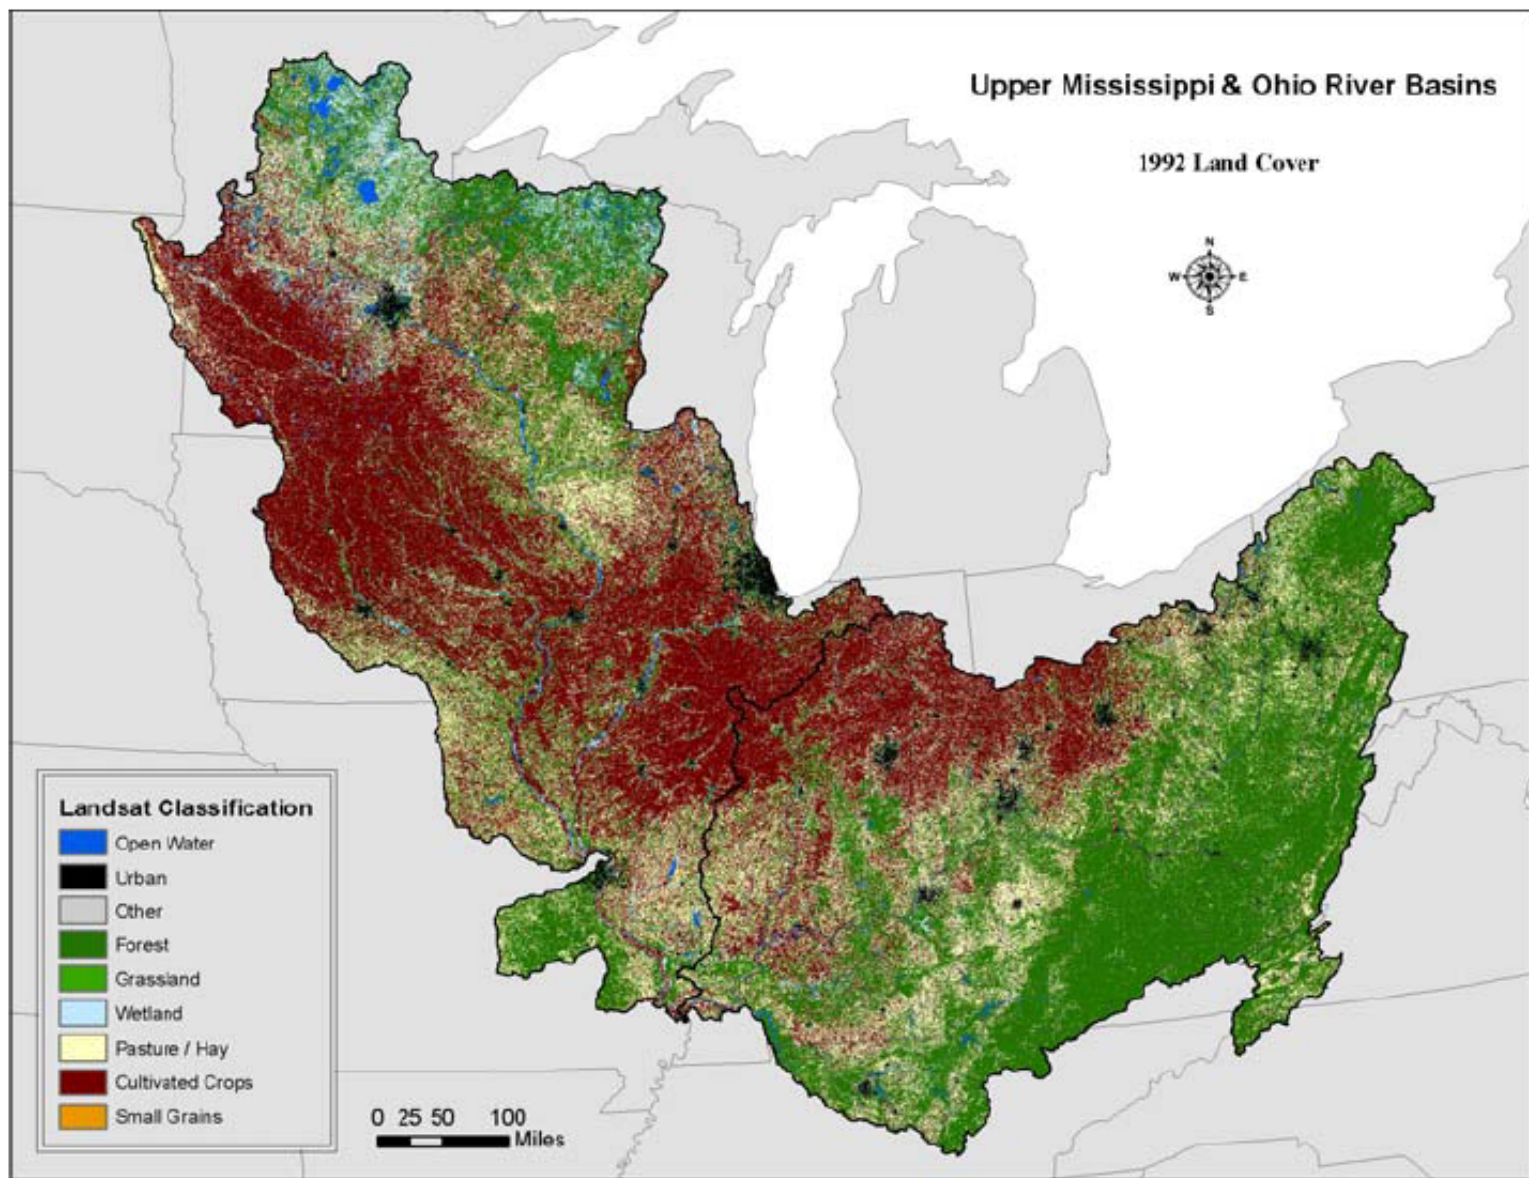 Upper Mississippi & Ohio River Basins
1992 Land Cover
N
W E
S
Landsat Classification
Open Water
Urban
Other
Forest
Grassland
Wetland
Pasture / Hay
Cultivated Crops
Small Grains
0 25 50 100
Miles